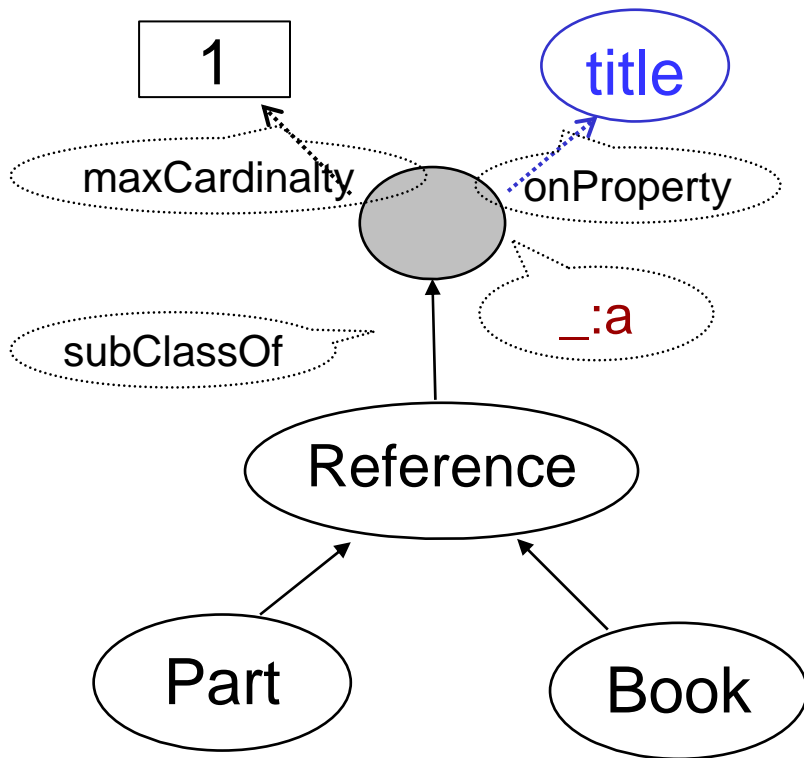 1
title
maxCardinalty
onProperty
_:a
subClassOf
Reference
Part
Book